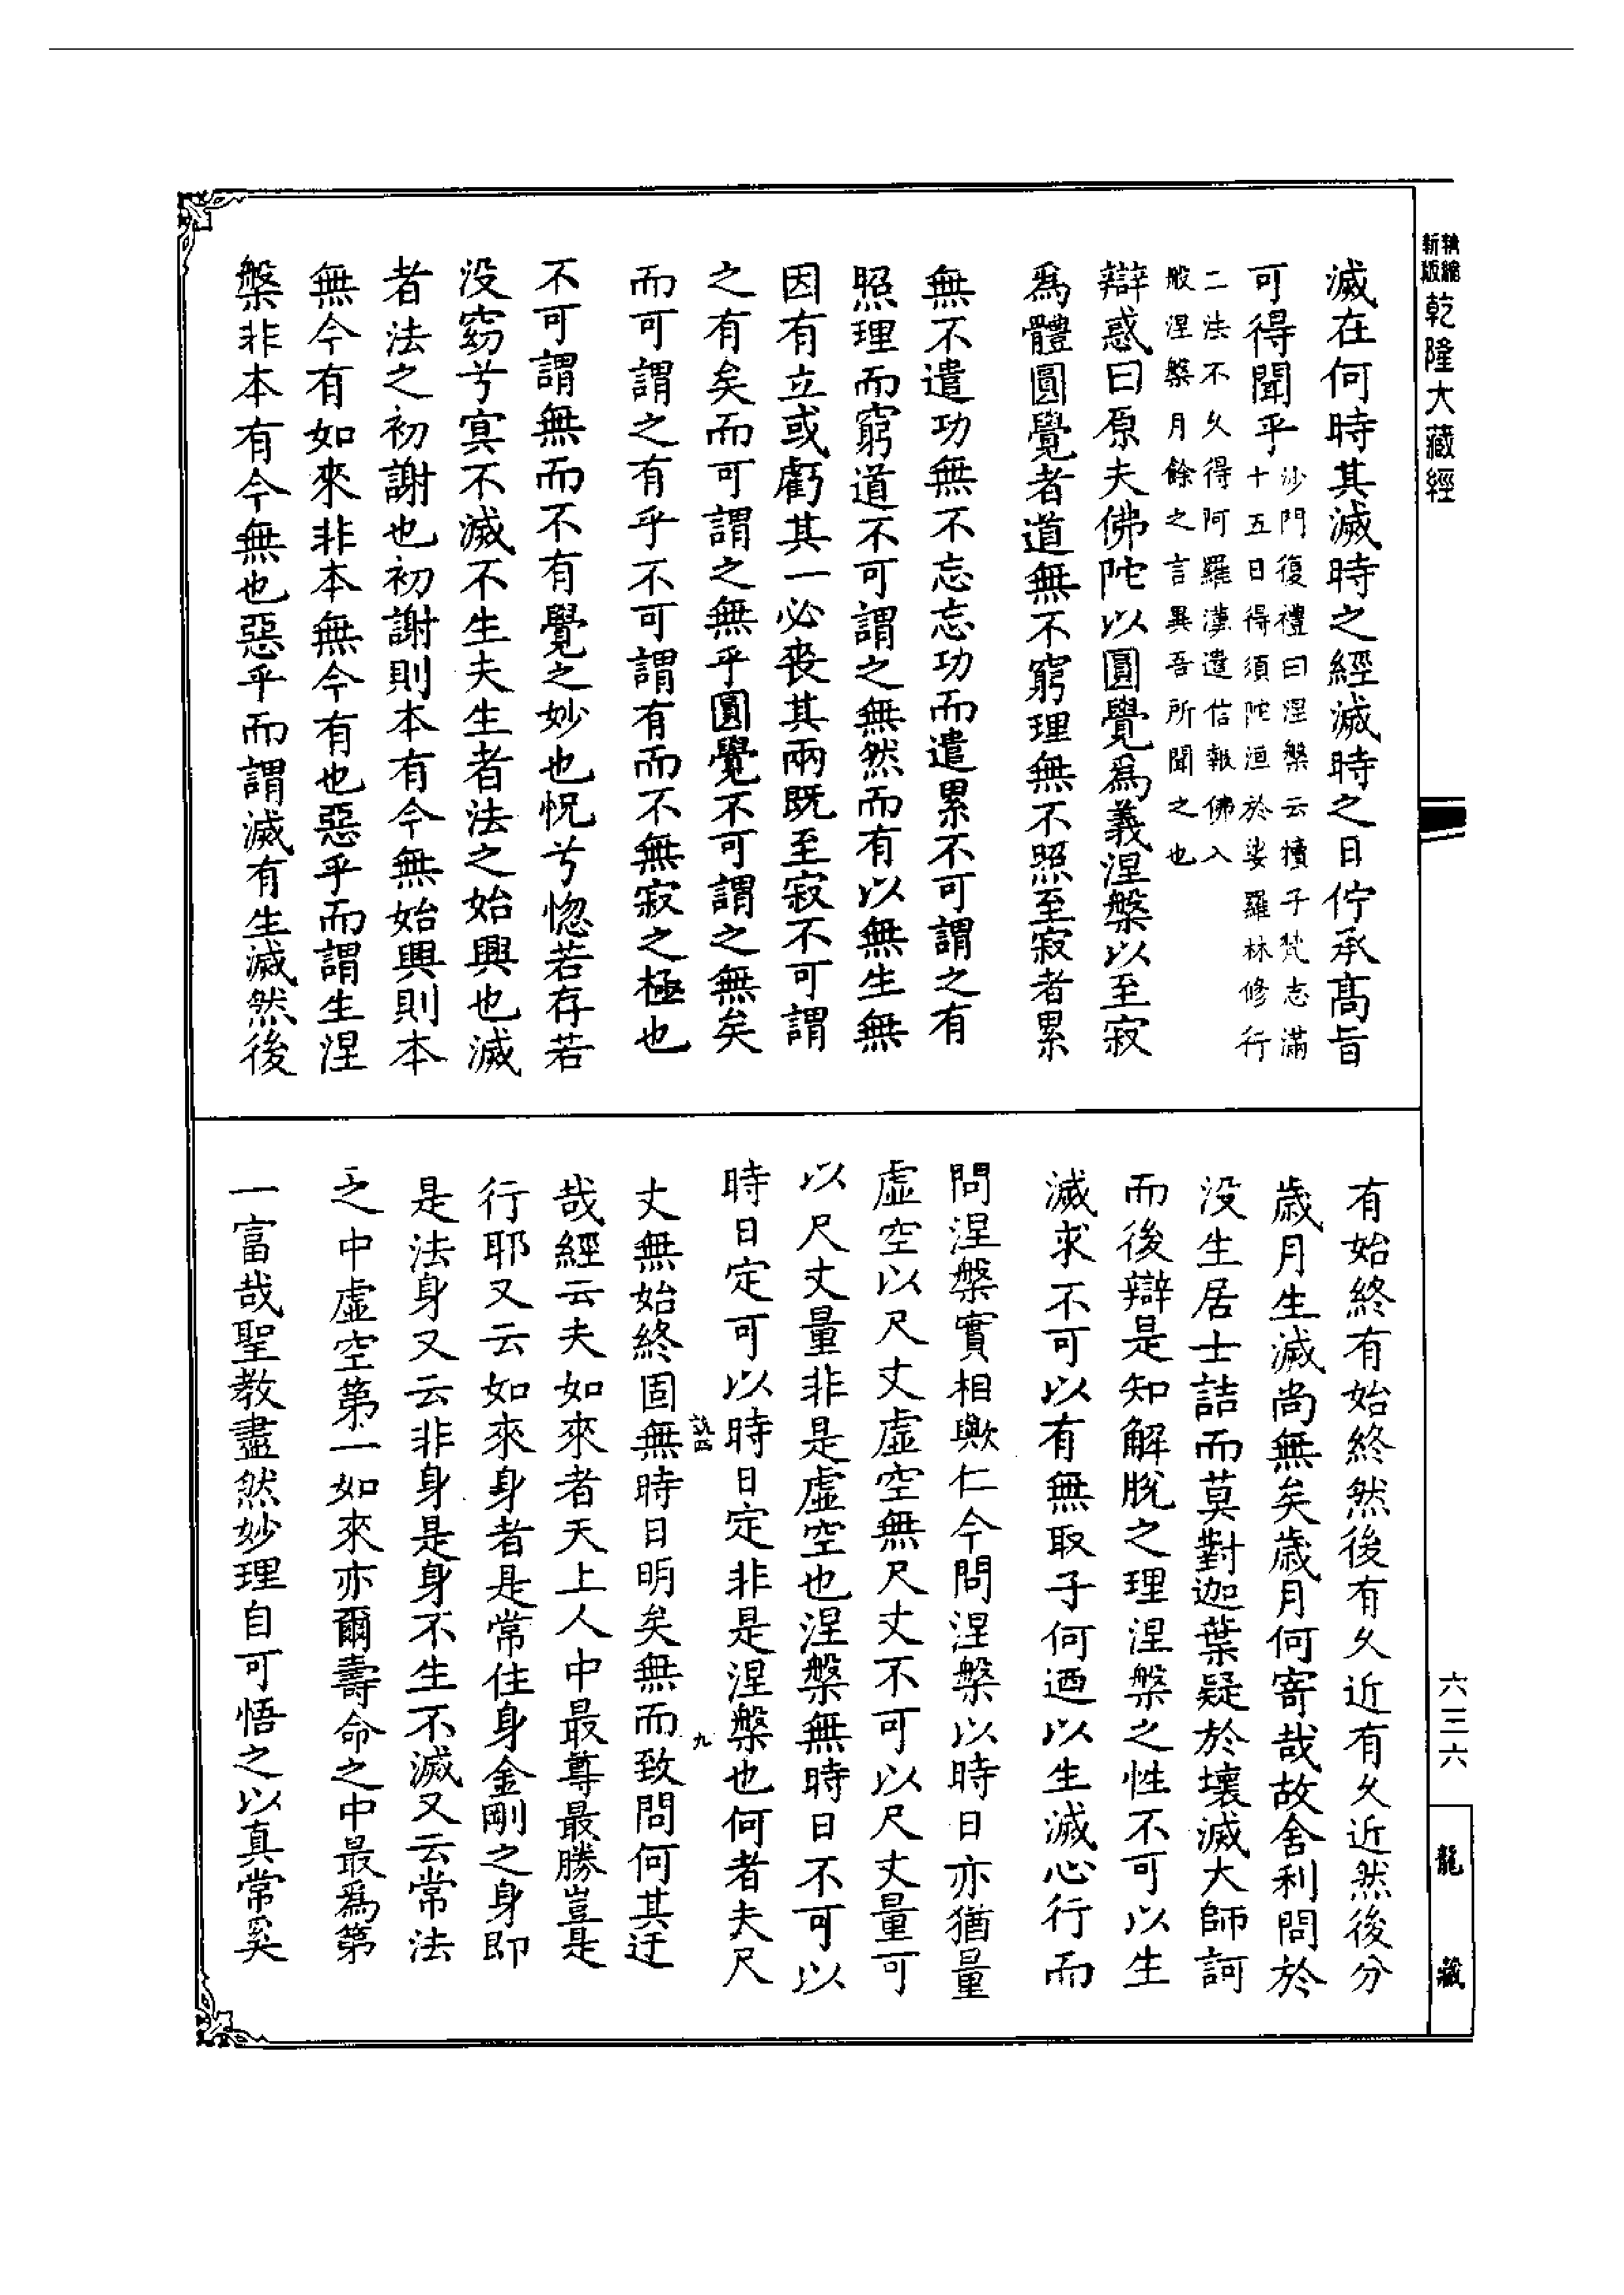 新版
精縮
乾隆大藏經
滅在何時其滅時之經滅時之日佇承高旨
可得聞乎
沙門復禮曰涅槃云犢子梵志滿
十五日得須陀洹於娑羅林修行
二法不久得阿羅漢遣信報佛入
般涅槃月餘之言異吾所聞之也
辯惑曰原夫佛陀以圓覺爲義涅槃以至寂
爲體圓覺者道無不窮理無不照至寂者累
無不遣功無不忘忘功而遣累不可謂之有
照理而窮道不可謂之無然而有以無生無
因有立或虧其一必喪其兩既至寂不可謂
之有矣而可謂之無乎圓覺不可謂之無矣
而可謂之有乎不可謂有而不無寂之極也
不可謂無而不有覺之妙也怳兮惚若存若
没窈兮冥不滅不生夫生者法之始興也滅
者法之初謝也初謝則本有今無始興則本
無今有如來非本無今有也惡乎而謂生涅
槃非本有今無也惡乎而謂滅有生滅然後
有始終有始終然後有久近有久近然後分
歲月生滅尚無矣歲月何寄哉故舍利問於
没生居士詰而莫對迦葉疑於壞滅大師訶
而後辯是知解脫之理涅槃之性不可以生
滅求不可以有無取子何迺以生滅心行而
問涅槃實相歟仁今問涅槃以時日亦猶量
虛空以尺丈虛空無尺丈不可以尺丈量可
以尺丈量非是虛空也涅槃無時日不可以
時日定可以時日定非是涅槃也何者夫尺
九
丈無始終固無時日明矣無而致問何其迂
哉經云夫如來者天上人中最尊最勝豈是
行耶又云如來身者是常住身金剛之身即
是法身又云非身是身不生不滅又云常法
之中虛空第一如來亦爾壽命之中最爲第
一富哉聖教盡然妙理自可悟之以真常奚
六三六
龍藏